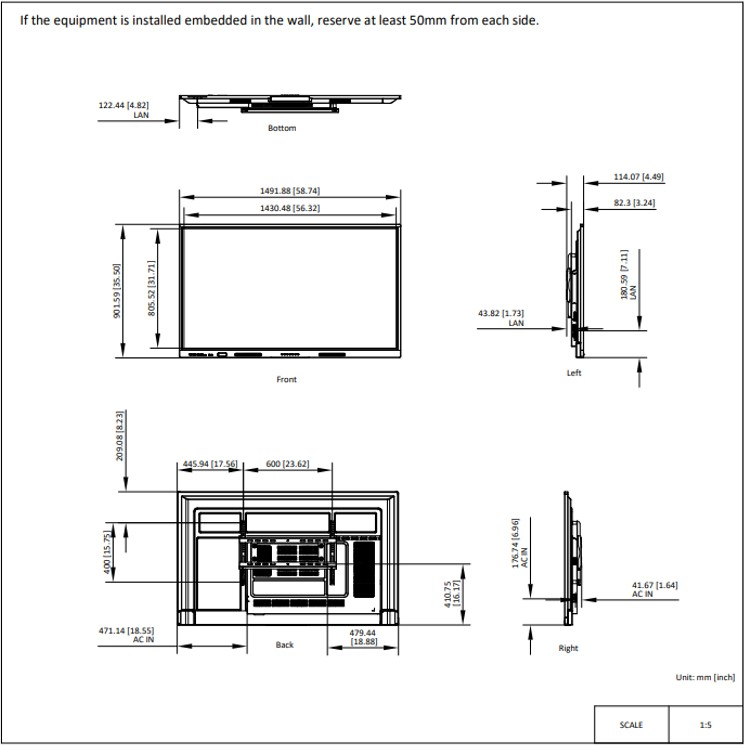 If the equipment is installed embedded in the wall, reserve at least 50mm from each side.
122.44 [4.82]
LAN
Bottom
1491.88 [58.74]
1430.48 [56.32]
901.59 [35.50]
805.52 [31.71]
Front
114.07 [4.49]
82.3 [3.24]
180.59 [7.11]
LAN
43.82 [1.73]
LAN
Left
209.08 [8.23]
445.94 [17.56]
600 [23.62]
400 [15.75]
410.75
[16.17]
471.14 [18.55]
AC IN
Back
479.44
[18.88]
176.74 [6.96]
AC IN
41.67 [1.64]
AC IN
Right
Unit: mm [inch]
SCALE
1:5